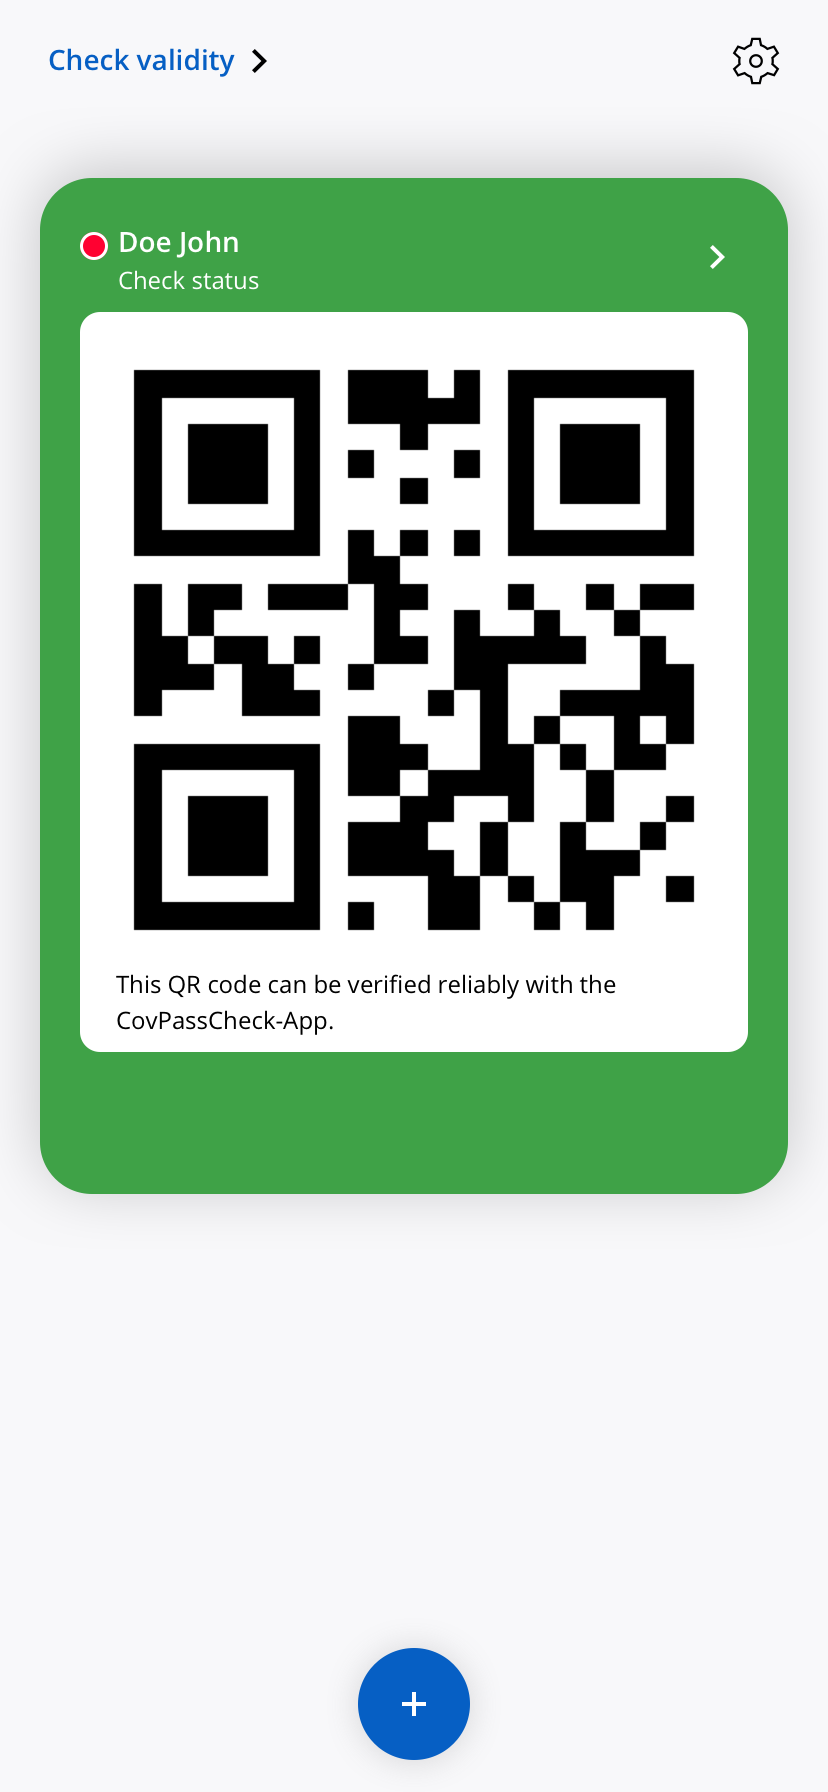 Check validity
Doe John
Check status
This QR code can be verified reliably with the
CovPassCheck-App.